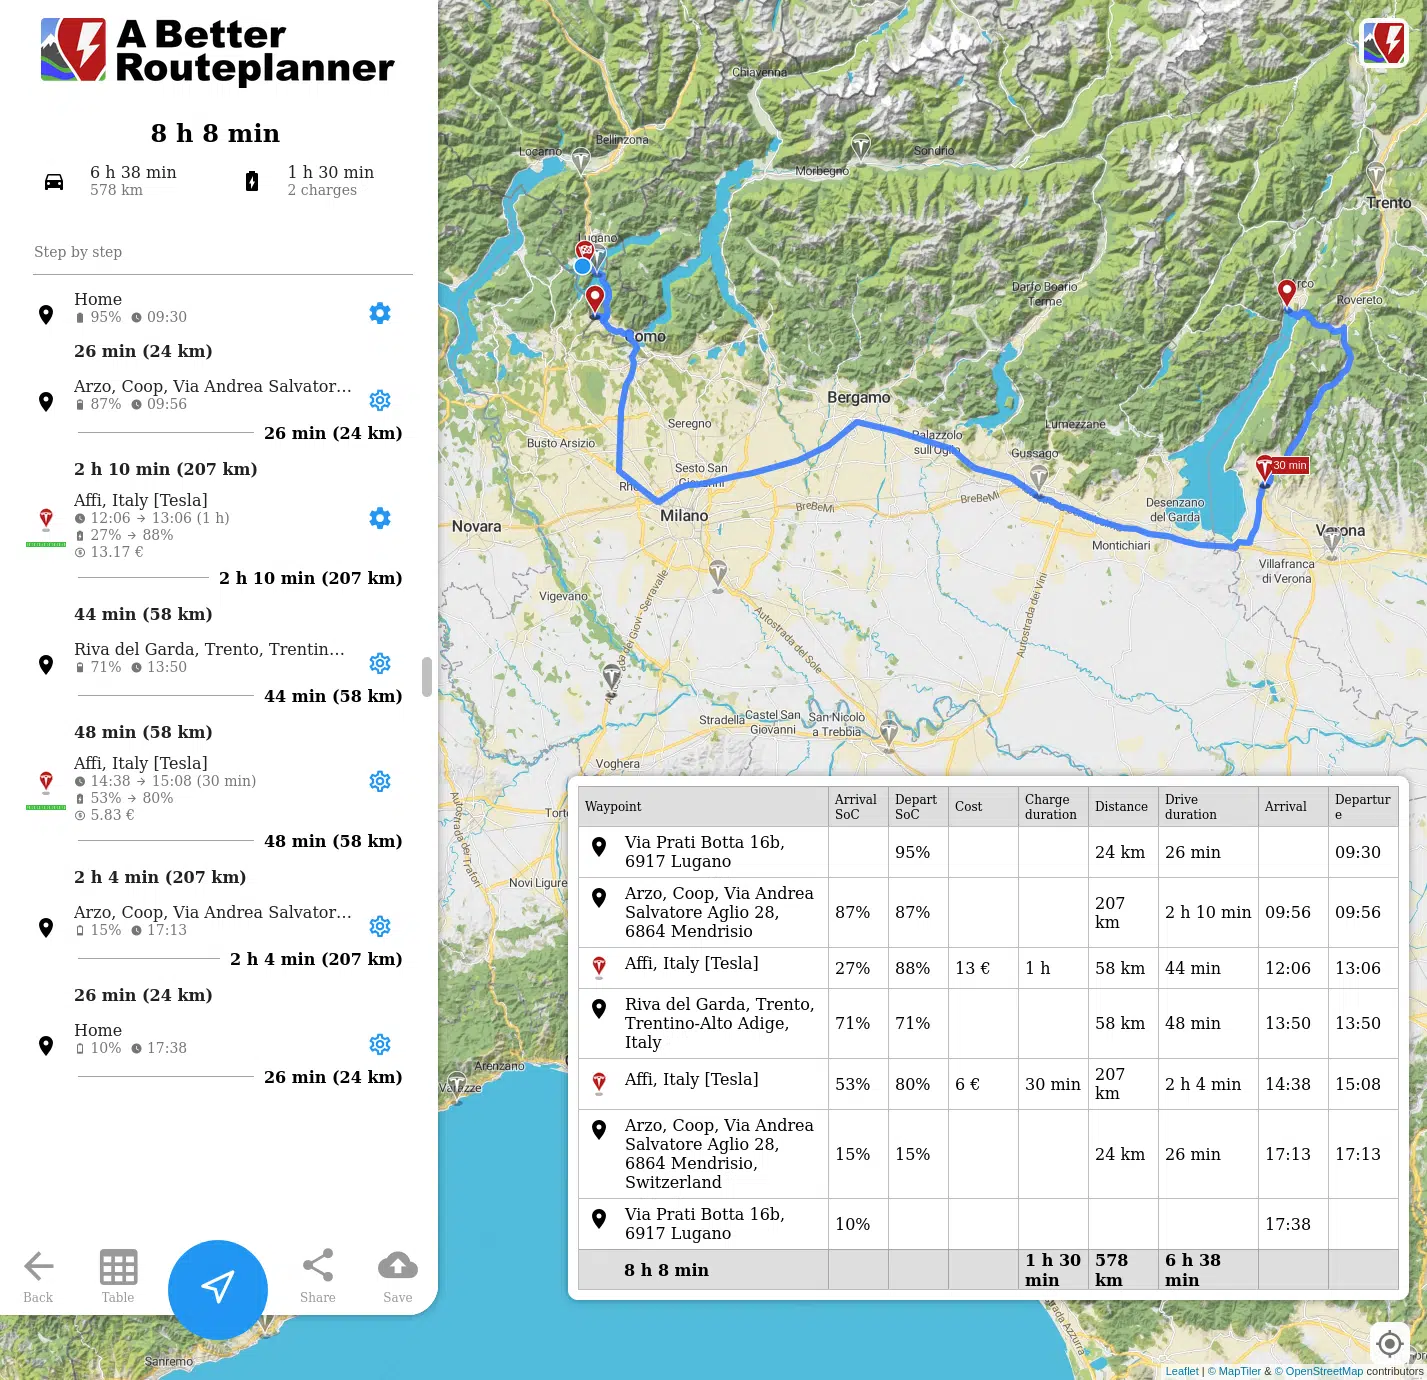 A Better
Routeplanner
8 h 8 min
6 h 38 min
578 km
1 h 30 min
2 charges
Step by step
Home
95% 09:30
26 min (24 km)
Arzo, Coop, Via Andrea Salvator...
87% 09:56
26 min (24 km)
2 h 10 min (207 km)
Affi, Italy [Tesla]
12:06 → 13:06 (1 h)
27% → 88%
13.17 €
2 h 10 min (207 km)
44 min (58 km)
Riva del Garda, Trento, Trentin...
71% 13:50
44 min (58 km)
48 min (58 km)
Affi, Italy [Tesla]
14:38 → 15:08 (30 min)
53% → 80%
5.83 €
48 min (58 km)
2 h 4 min (207 km)
Arzo, Coop, Via Andrea Salvator...
15% 17:13
2 h 4 min (207 km)
26 min (24 km)
Home
10% 17:38
26 min (24 km)
Back
Table
Share
Save
Chiavenna
Bellinzona
Locarno
Sondrio
Morbegno
Trento
Lugano
Darfo Boario
Terme
Rovereto
Como
Bergamo
Seregno
Lumezzane
Busto Arsizio
Palazzolo
sull'Oglio
Gussago
Sesto San
Giovanni
30 min
BreBeMi
BreBeMi
Desenzano
del Garda
Milano
Novara
Verona
Montichiari
Villafranca
di Verona
Vigevano
Autostrada dei Giovi - Serravalle
Autostrada del Sole
Autostrada dei Vini
Stradella
Castel San
Giovanni
San Nicolò
a Trebbia
Voghera
Autostrada dei Trafori
Novi Ligure
Arenzano
Varazze
Sanremo
Waypoint
Arrival
SoC
Depart
SoC
Cost
Charge
duration
Distance
Drive
duration
Arrival
Departur
e
Via Prati Botta 16b,
6917 Lugano
95% 24 km 26 min 09:30
Arzo, Coop, Via Andrea
Salvatore Aglio 28,
6864 Mendrisio
87% 87% 207
km 2 h 10 min 09:56 09:56
Affi, Italy [Tesla]
27% 88% 13 € 1 h 58 km 44 min 12:06 13:06
Riva del Garda, Trento,
Trentino-Alto Adige,
Italy
71% 71% 58 km 48 min 13:50 13:50
Affi, Italy [Tesla]
53% 80% 6 € 30 min 207
km 2 h 4 min 14:38 15:08
Arzo, Coop, Via Andrea
Salvatore Aglio 28,
6864 Mendrisio,
Switzerland
15% 15% 24 km 26 min 17:13 17:13
Via Prati Botta 16b,
6917 Lugano
10% 17:38
8 h 8 min
1 h 30
min
578
km
6 h 38
min
Leaflet | © MapTiler & © OpenStreetMap contributors